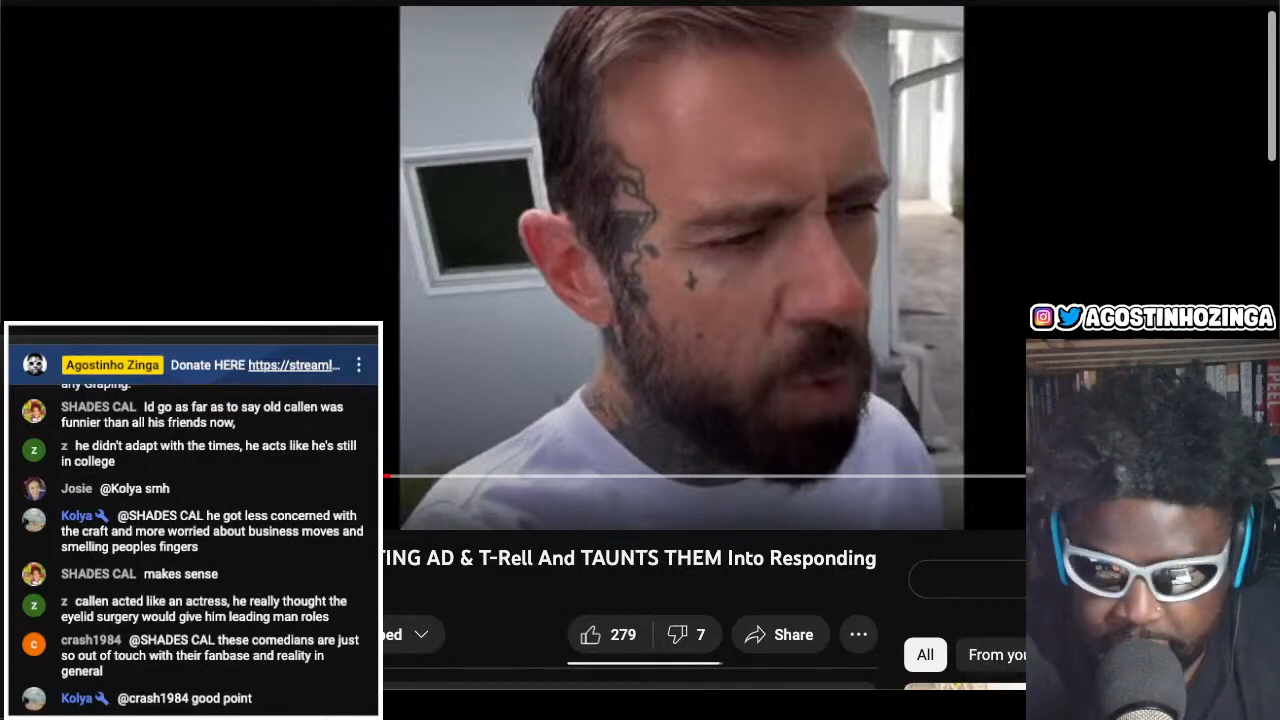 AGOSTINHOZINGA
Agostinho Zinga Donate HERE https://streaml...
any Graping.
SHADES CAL Id go as far as to say old callen was
funnier than all his friends now,
z he didn't adapt with the times, he acts like he's still
in college
Josie @Kolya smh
Kolya @SHADES CAL he got less concerned with
the craft and more worried about business moves and
smelling peoples fingers
SHADES CAL makes sense
z callen acted like an actress, he really thought the
eyelid surgery would give him leading man roles
crash1984 @SHADES CAL these comedians are just
so out of touch with their fanbase and reality in
general
Kolya @crash1984 good point
TING AD & T-Rell And TAUNTS THEM Into Responding
bed
279
7
Share
All
From you